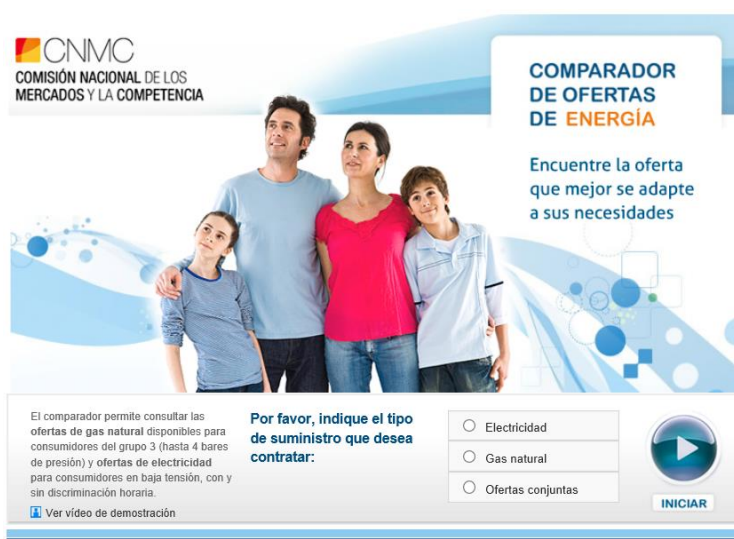 CNMC
COMISIÓN NACIONAL DE LOS
MERCADOS Y LA COMPETENCIA
COMPARADOR
DE OFERTAS
DE ENERGÍA
Encuentre la oferta
que mejor se adapte
a sus necesidades
El comparador permite consultar las
ofertas de gas natural disponibles para
consumidores del grupo 3 (hasta 4 bares
de presión) y ofertas de electricidad
para consumidores en baja tensión, con y
sin discriminación horaria.
Ver vídeo de demostración
Por favor, indique el tipo
de suministro que desea
contratar:
Electricidad
Gas natural
Ofertas conjuntas
INICIAR